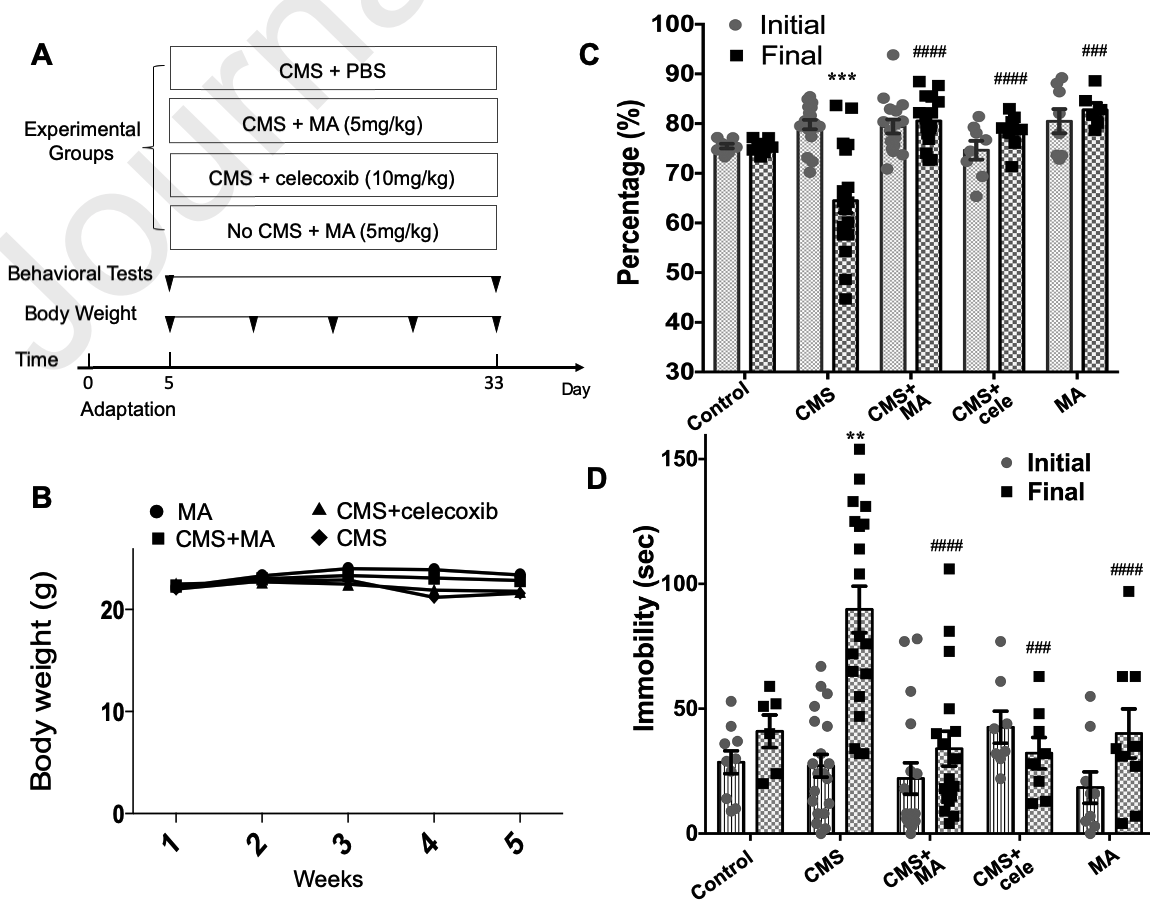 Journa
A
CMS + PBS
CMS + MA (5mg/kg)
Experimental
Groups
CMS + celecoxib (10mg/kg)
No CMS + MA (5mg/kg)
Behavioral Tests
Body Weight
Time
0
5
33
Day
Adaptation
B
MA
CMS+celecoxib
CMS+MA
CMS
Body weight (g)
20
10
0
1
2
3
4
5
Weeks
C
Initial
Final
Percentage (%)
100
90
80
70
60
50
40
30
***
####
####
###
Control
CMS
CMS+
MA
CMS+
cele
MA
D
Initial
Final
Immobility (sec)
150
100
50
0
**
####
###
####
Control
CMS
CMS+
MA
CMS+
cele
MA